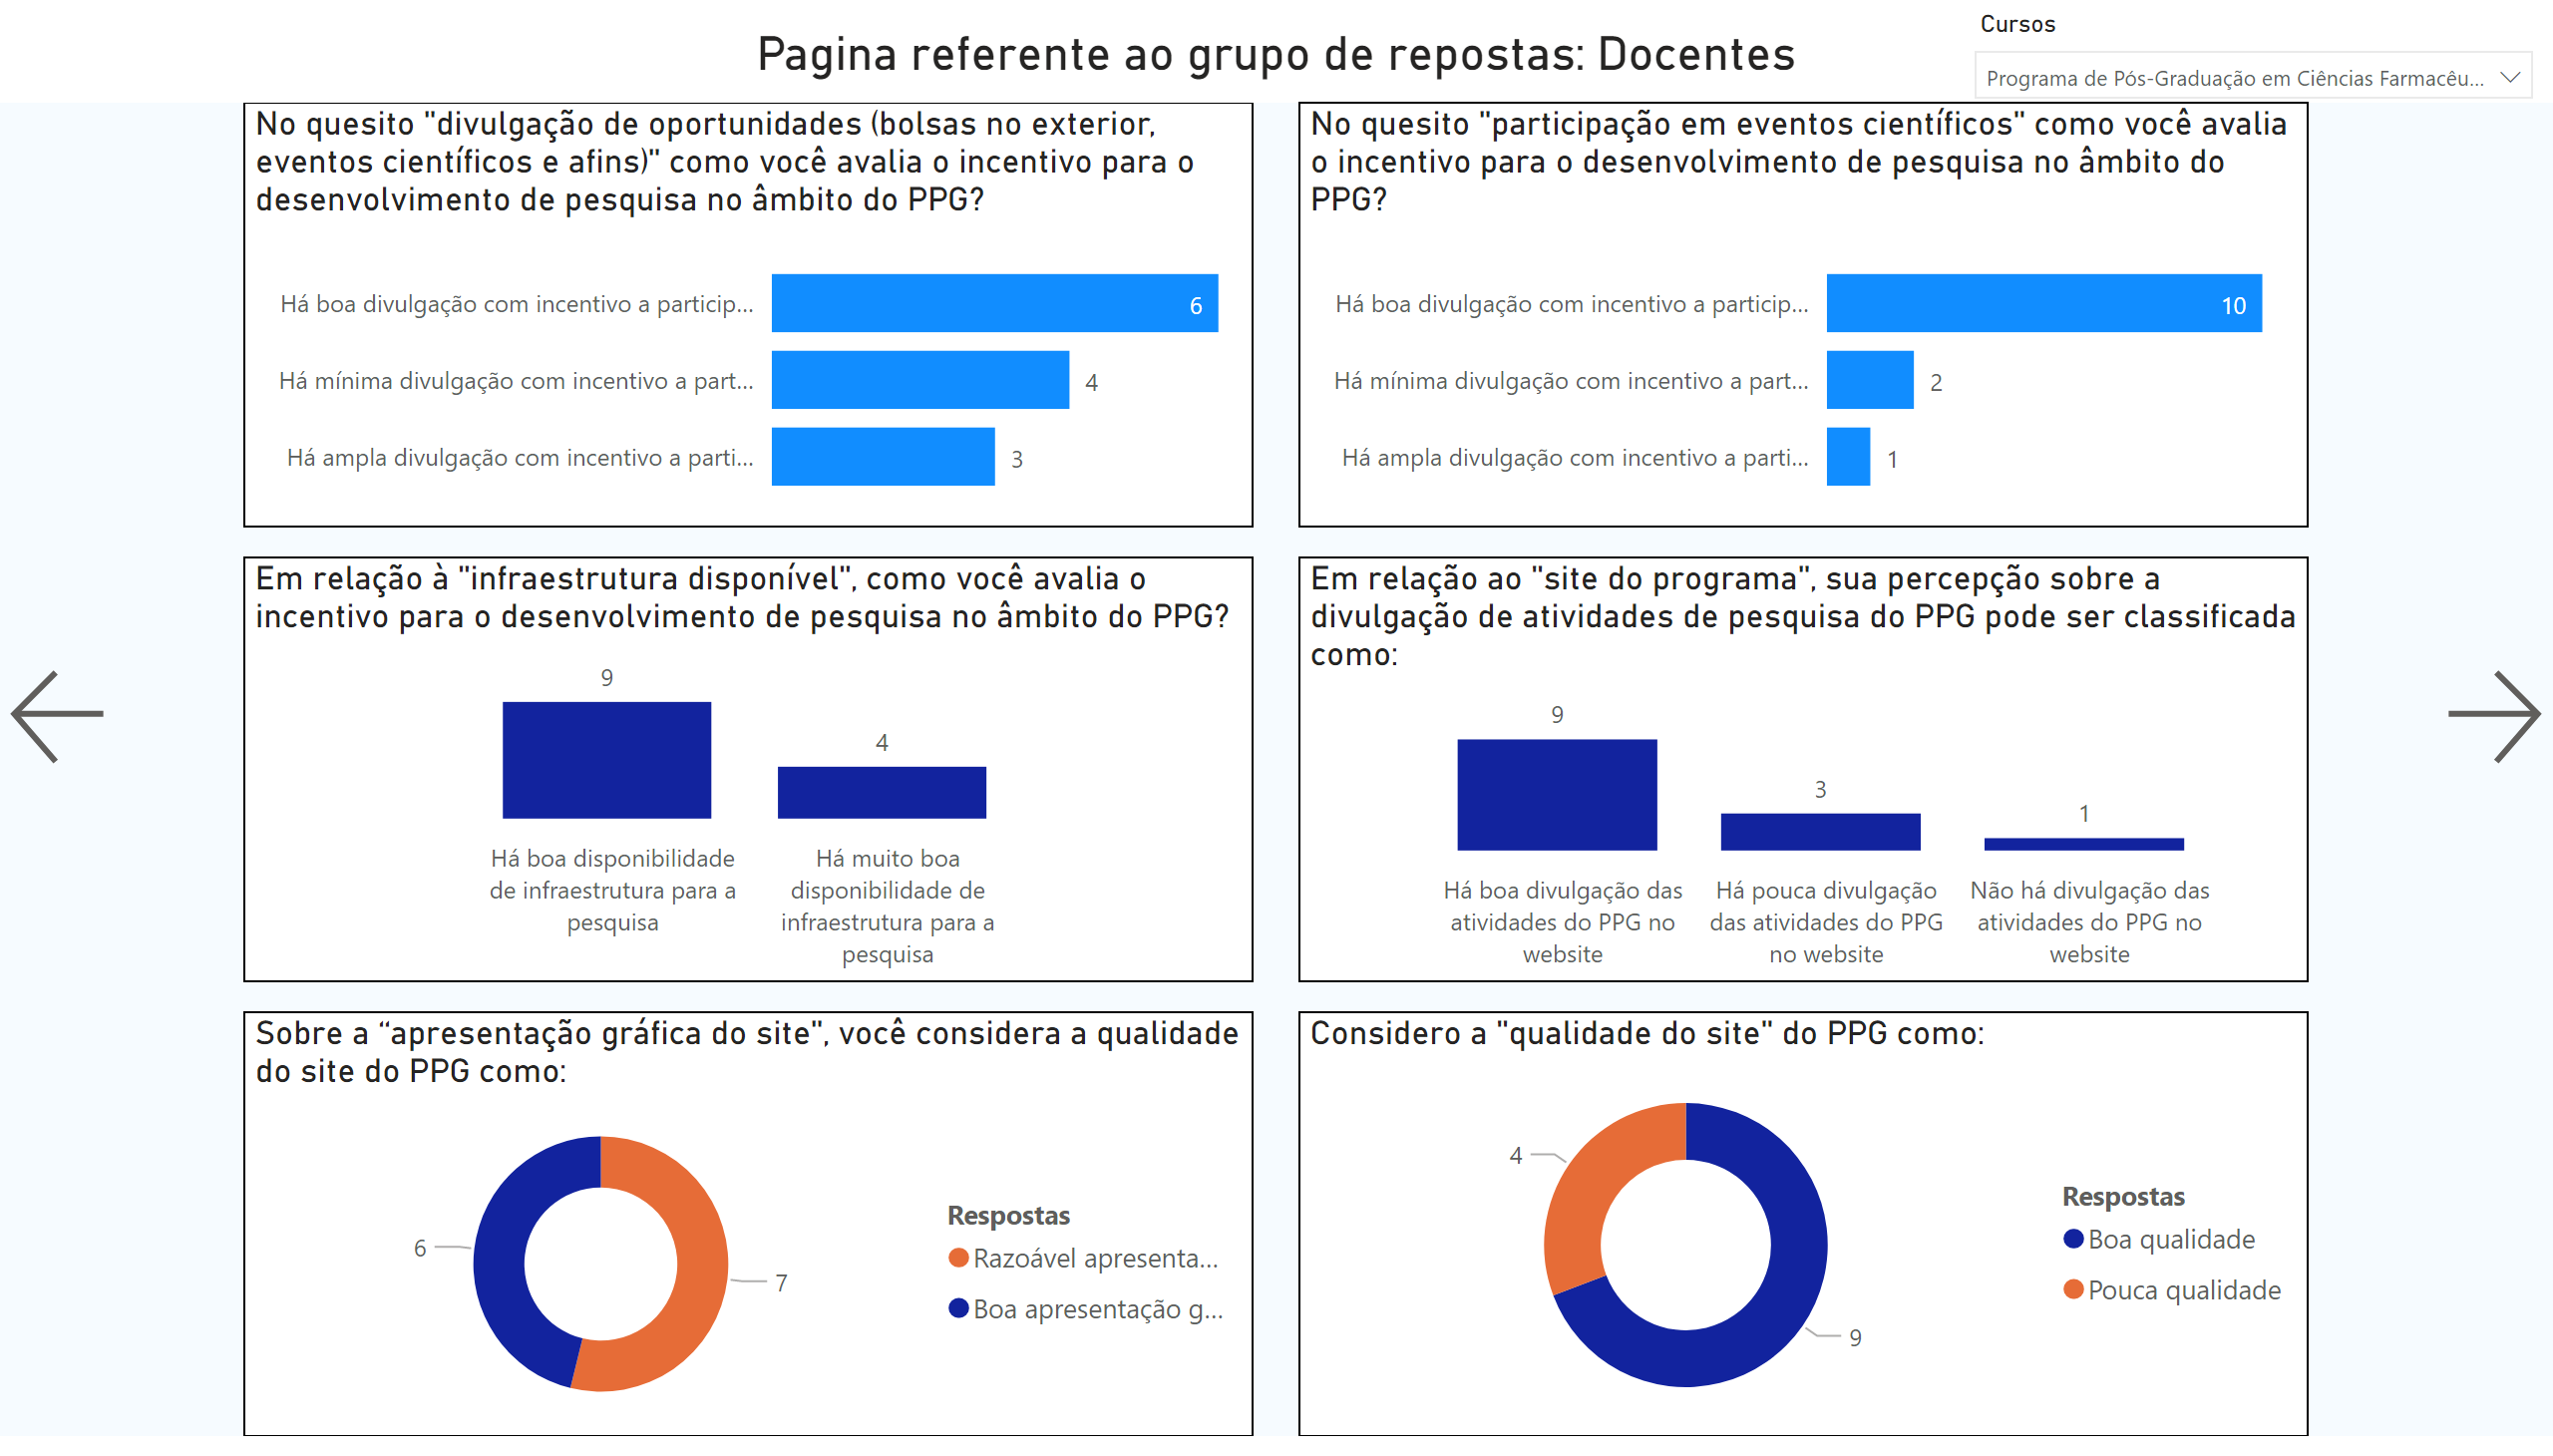 Pagina referente ao grupo de repostas: Docentes
Cursos
Programa de Pós-Graduação em Ciências Farmacêu...
No quesito "divulgação de oportunidades (bolsas no exterior,
eventos científicos e afins)" como você avalia o incentivo para o
desenvolvimento de pesquisa no âmbito do PPG?
Há boa divulgação com incentivo a particip...
6
Há mínima divulgação com incentivo a part...
4
Há ampla divulgação com incentivo a parti...
3
No quesito "participação em eventos científicos" como você avalia
o incentivo para o desenvolvimento de pesquisa no âmbito do
PPG?
Há boa divulgação com incentivo a particip...
10
Há mínima divulgação com incentivo a part...
2
Há ampla divulgação com incentivo a parti...
1
Em relação à "infraestrutura disponível", como você avalia o
incentivo para o desenvolvimento de pesquisa no âmbito do PPG?
9
4
Há boa disponibilidade
de infraestrutura para a
pesquisa
Há muito boa
disponibilidade de
infraestrutura para a
pesquisa
Em relação ao "site do programa", sua percepção sobre a
divulgação de atividades de pesquisa do PPG pode ser classificada
como:
9
3
1
Há boa divulgação das
atividades do PPG no
website
Há pouca divulgação
das atividades do PPG
no website
Não há divulgação das
atividades do PPG no
website
Sobre a “apresentação gráfica do site", você considera a qualidade
do site do PPG como:
6
7
Respostas
Razoável apresenta...
Boa apresentação g...
Considero a "qualidade do site" do PPG como:
4
9
Respostas
Boa qualidade
Pouca qualidade